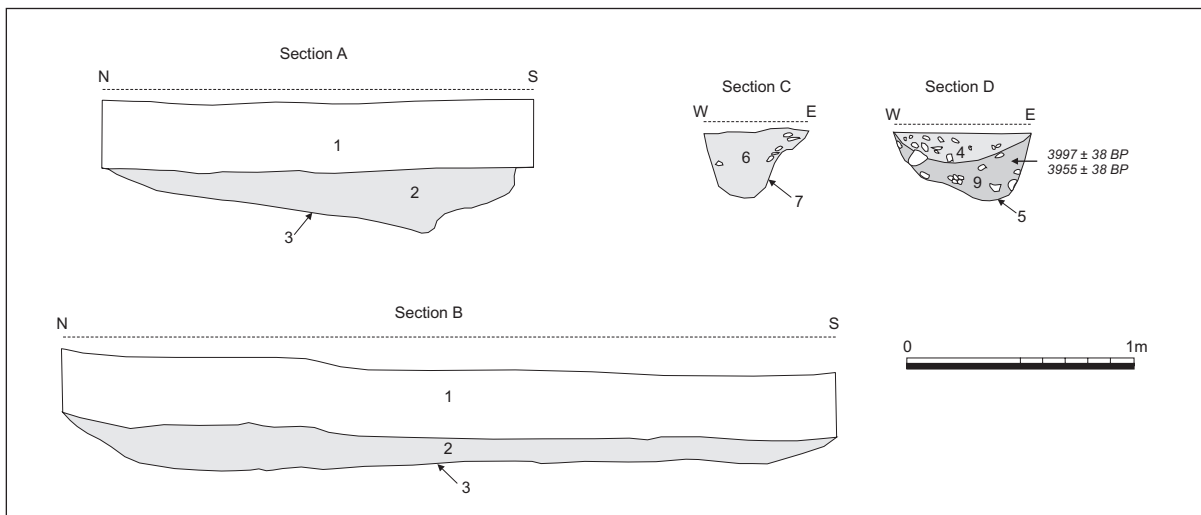 Section A
N S
1
2
3
Section C
W E
6
7
Section D
W E
4
9
3997 ± 38 BP
3955 ± 38 BP
5
Section B
N S
1
2
3
0 1m